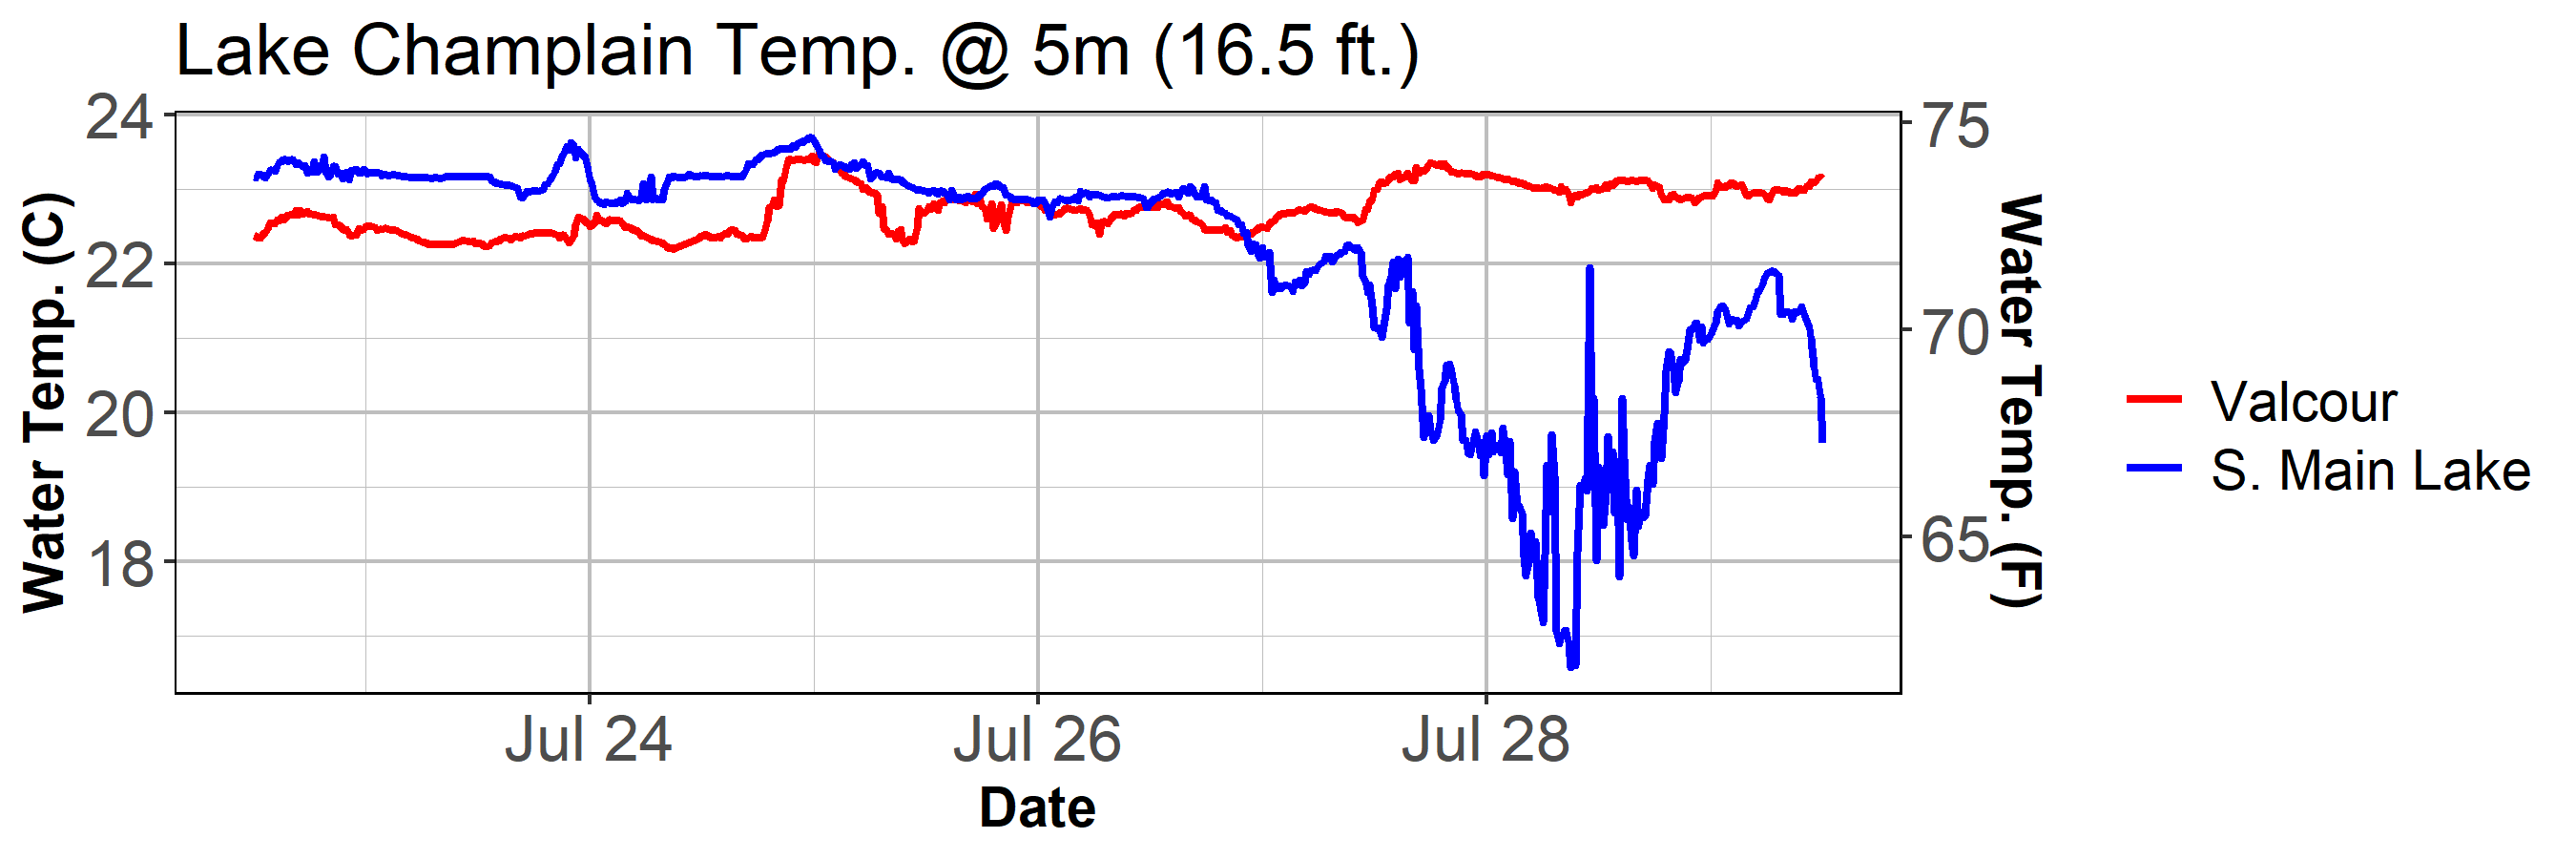 Lake Champlain Temp. @ 5m (16.5 ft.)
Water Temp. (C)
24
22
20
18
75
70
65
Water Temp. (F)
Jul 24
Jul 26
Jul 28
Date
Valcour
S. Main Lake